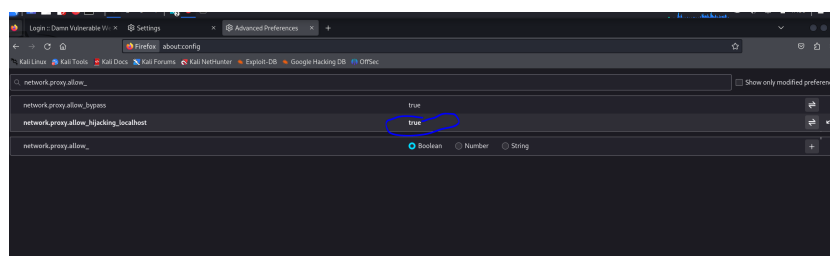 Login :: Damn Vulnerable We
Settings
Advanced Preferences
Firefox about:config
Kali Linux Kali Tools Kali Docs Kali Forums Kali NetHunter Exploit-DB Google Hacking DB OffSec
network.proxy.allow_
Show only modified preferen
network.proxy.allow_bypass true
network.proxy.allow_hijacking_localhost true
network.proxy.allow_ Boolean Number String